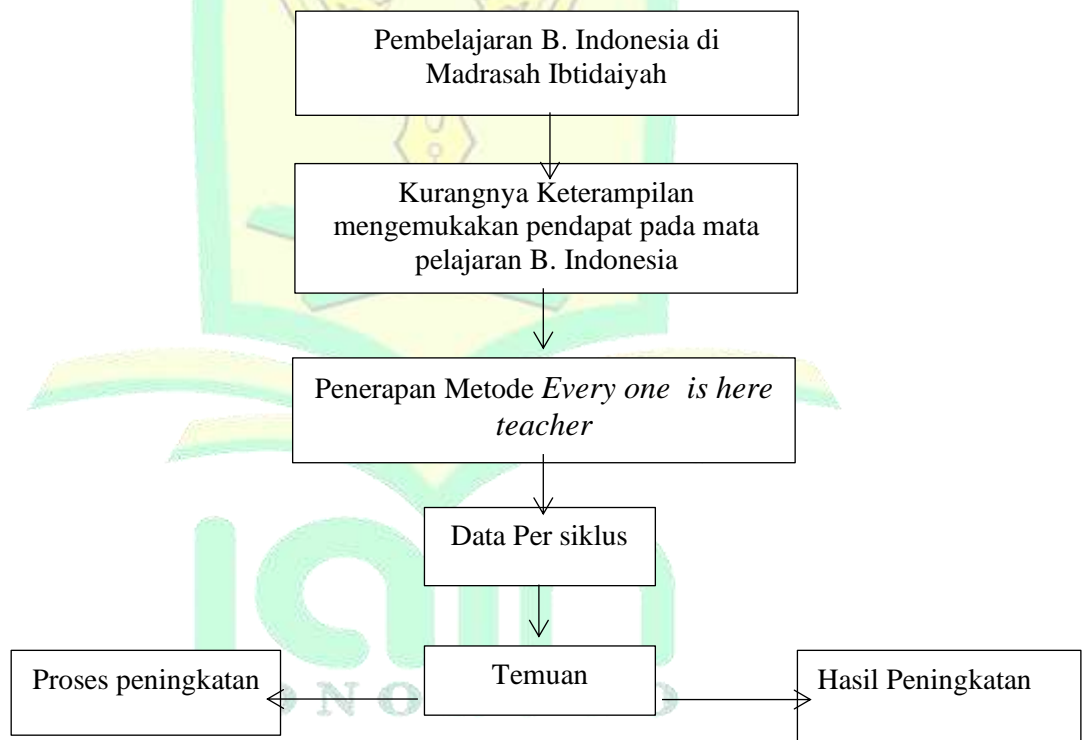 Pembelajaran B. Indonesia di
Madrasah Ibtidaiyah
Kurangnya Keterampilan
mengemukakan pendapat pada mata
pelajaran B. Indonesia
Penerapan Metode Every one is here
teacher
Data Per siklus
Temuan
Proses peningkatan
Hasil Peningkatan